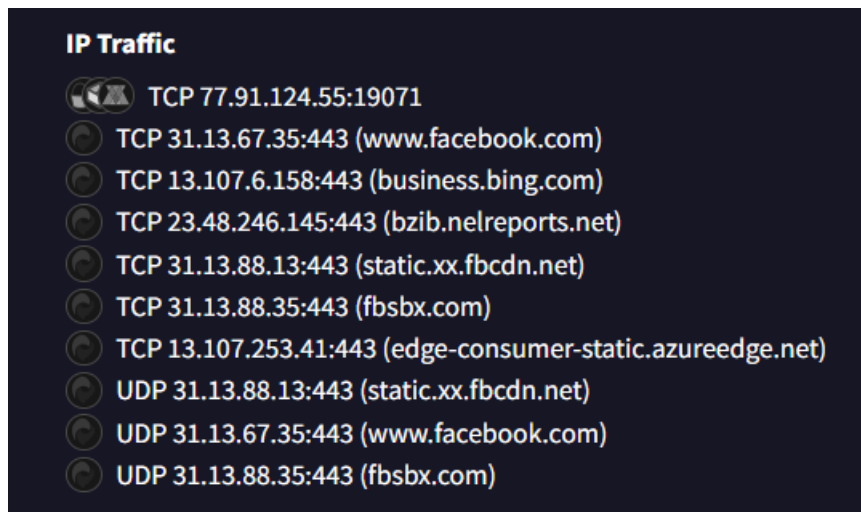 IP Traffic
TCP 77.91.124.55:19071
TCP 31.13.67.35:443 (www.facebook.com)
TCP 13.107.6.158:443 (business.bing.com)
TCP 23.48.246.145:443 (bzib.nelreports.net)
TCP 31.13.88.13:443 (static.xx.fbcdn.net)
TCP 31.13.88.35:443 (fbsbx.com)
TCP 13.107.253.41:443 (edge-consumer-static.azureedge.net)
UDP 31.13.88.13:443 (static.xx.fbcdn.net)
UDP 31.13.67.35:443 (www.facebook.com)
UDP 31.13.88.35:443 (fbsbx.com)